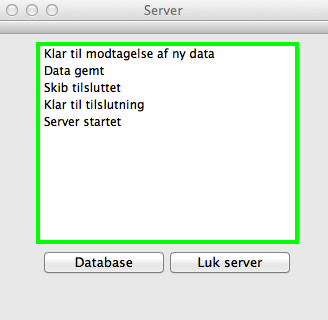 Server
Klar til modtagelse af ny data
Data gemt
Skib tilsluttet
Klar til tilslutning
Server startet
Database
Luk server